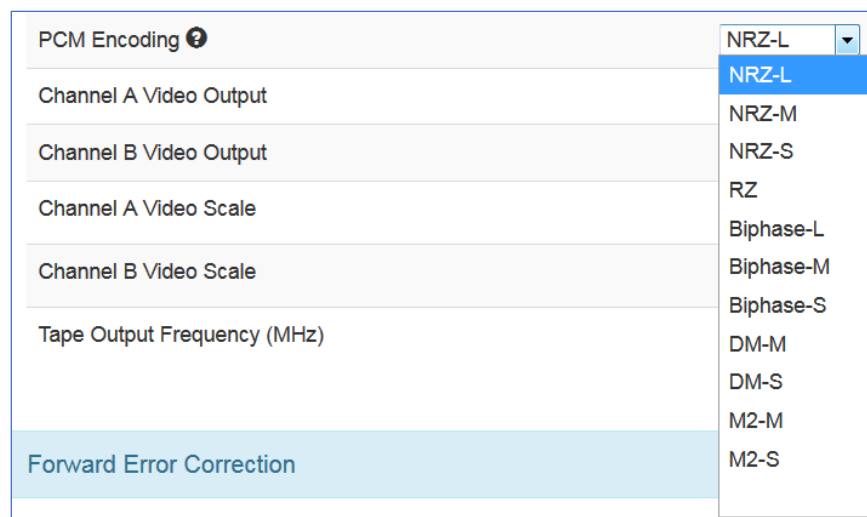 PCM Encoding ?
NRZ-L
NRZ-L
Channel A Video Output
NRZ-M
Channel B Video Output
NRZ-S
RZ
Channel A Video Scale
Biphase-L
Channel B Video Scale
Biphase-M
Biphase-S
Tape Output Frequency (MHz)
DM-M
DM-S
M2-M
Forward Error Correction
M2-S